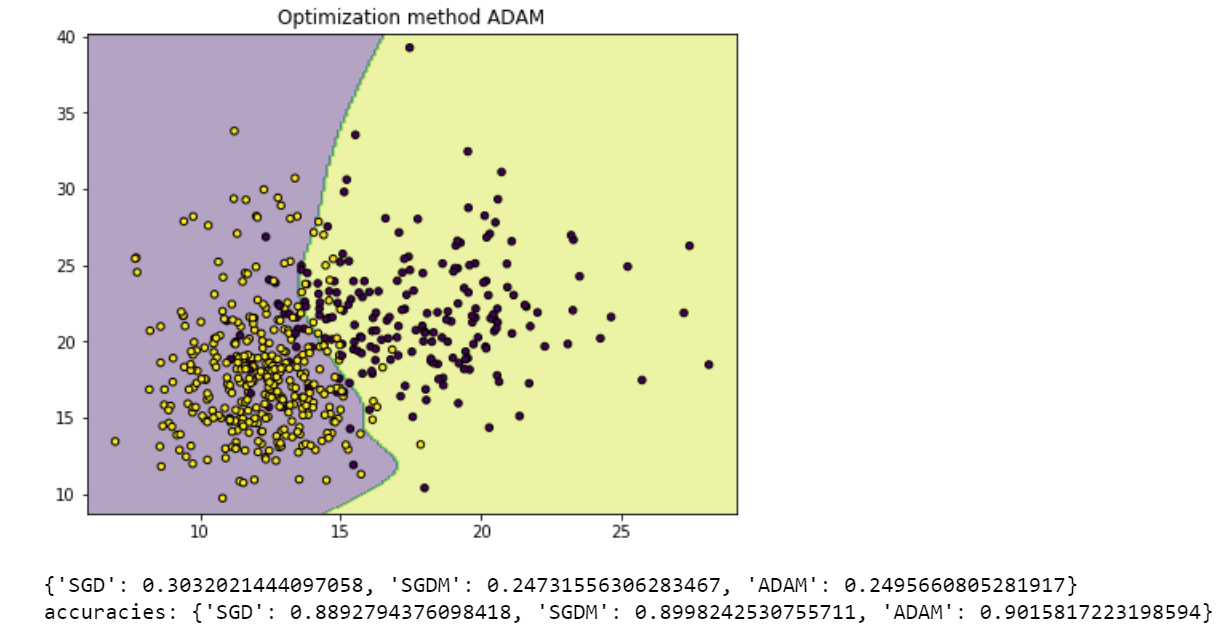 Optimization method ADAM
40
35
30
25
20
15
10
10 15 20 25
{'SGD': 0.3032021444097058, 'SGDM': 0.24731556306283467, 'ADAM': 0.2495660805281917}
accuracies: {'SGD': 0.8892794376098418, 'SGDM': 0.8998242530755711, 'ADAM': 0.9015817223198594}